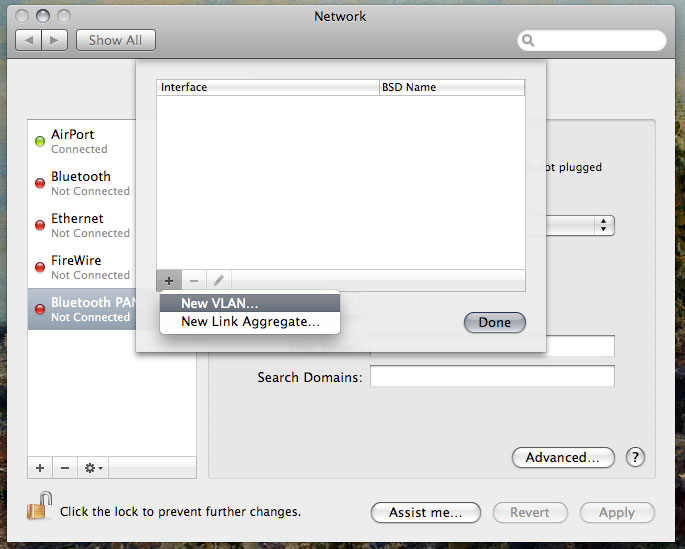 Network
Show All
Interface
BSD Name
AirPort
Connected
Bluetooth
Not Connected
Ethernet
Not Connected
FireWire
Not Connected
Bluetooth PAN
Not Connected
not plugged
New VLAN...
New Link Aggregate...
Done
Search Domains:
Advanced...
?
Click the lock to prevent further changes.
Assist me...
Revert
Apply